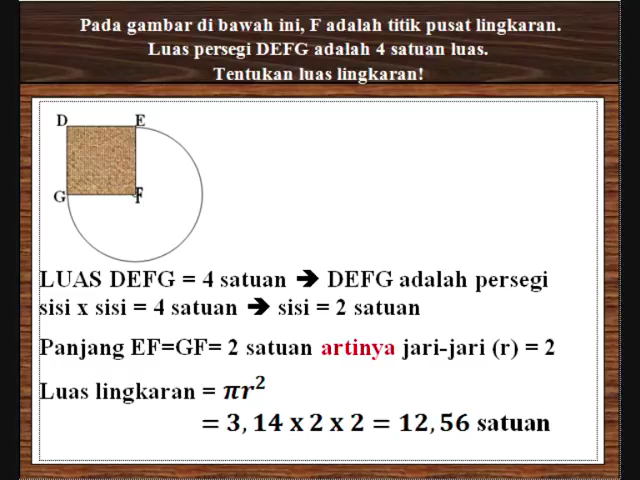 Pada gambar di bawah ini, F adalah titik pusat lingkaran.
Luas persegi DEFG adalah 4 satuan luas.
Tentukan luas lingkaran!
D E
G F
LUAS DEFG = 4 satuan ➔ DEFG adalah persegi
sisi x sisi = 4 satuan ➔ sisi = 2 satuan
Panjang EF=GF= 2 satuan artinya jari-jari (r) = 2
Luas lingkaran = πr²
= 3,14 x 2 x 2 = 12,56 satuan